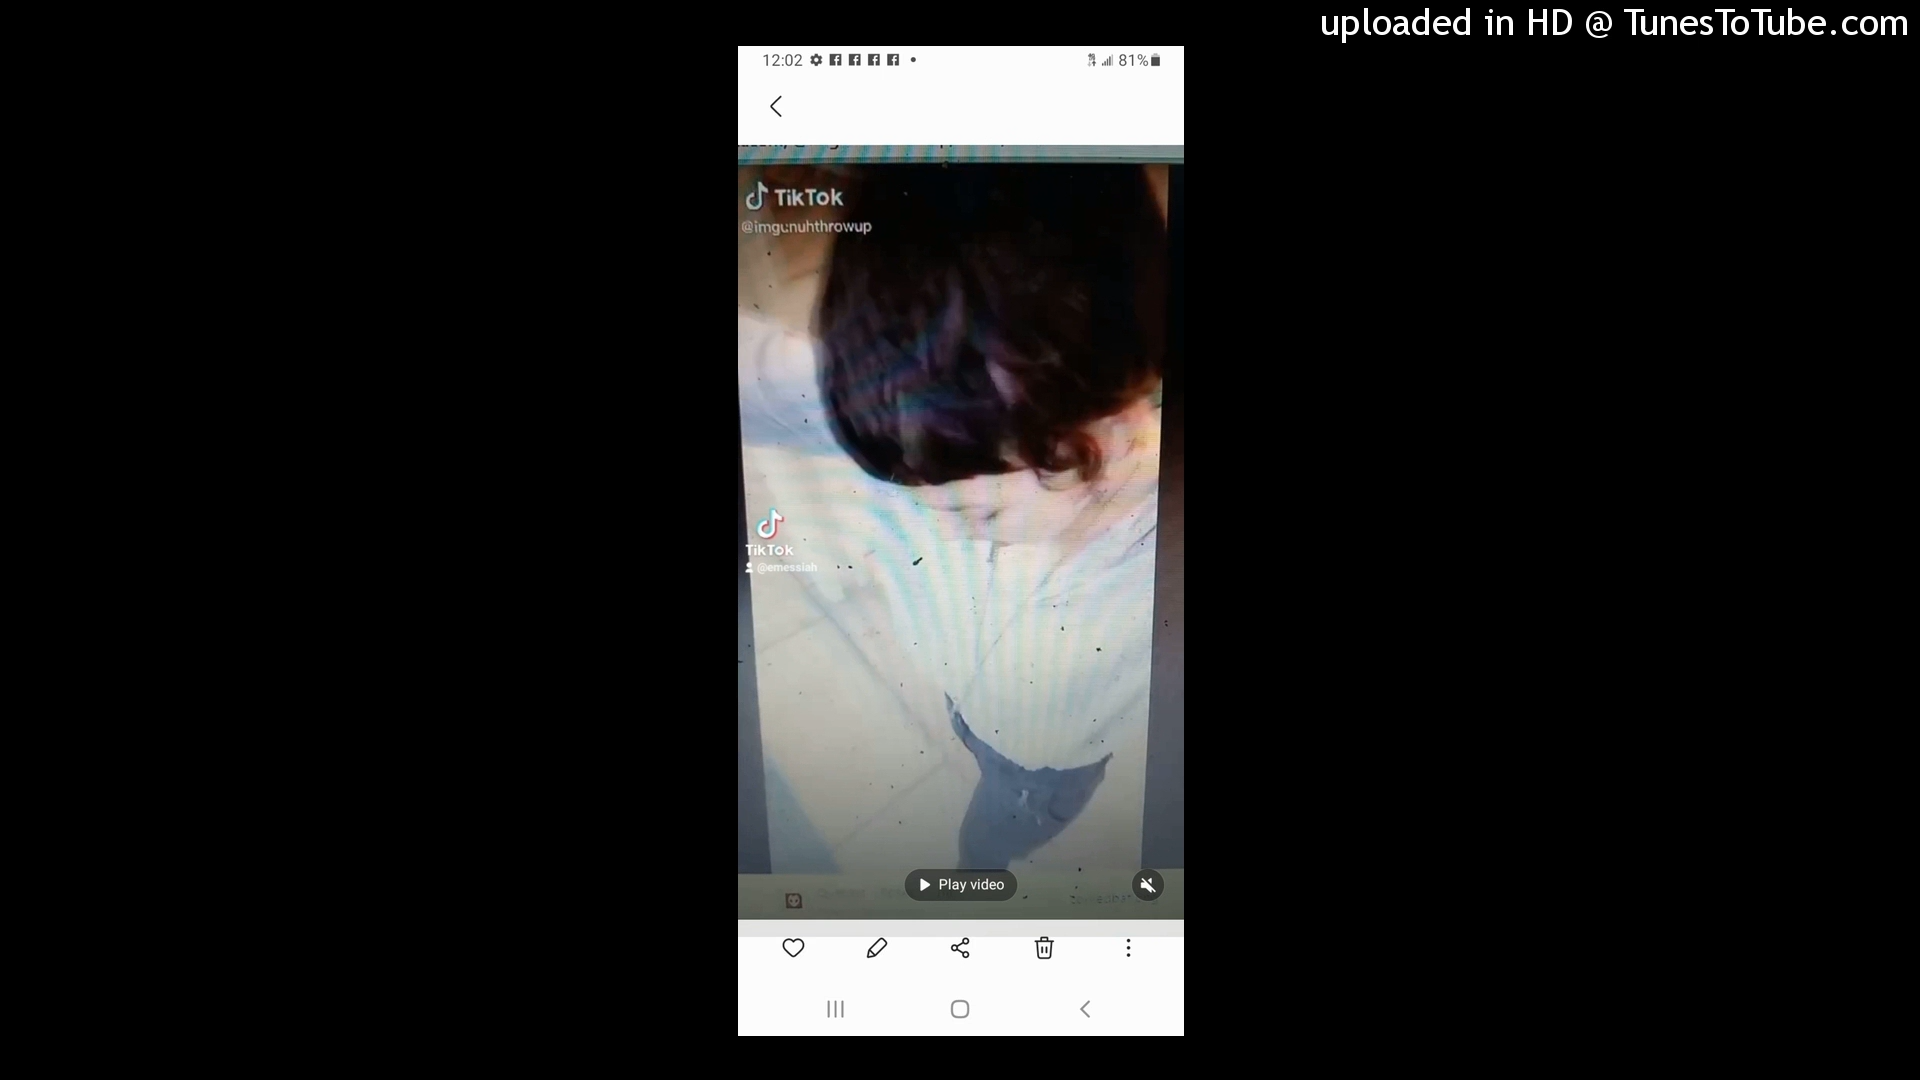 uploaded in HD @ TunesToTube.com
12:02
81%
TikTok
@imgunuhthrowup
TikTok
@emessiah
Play video